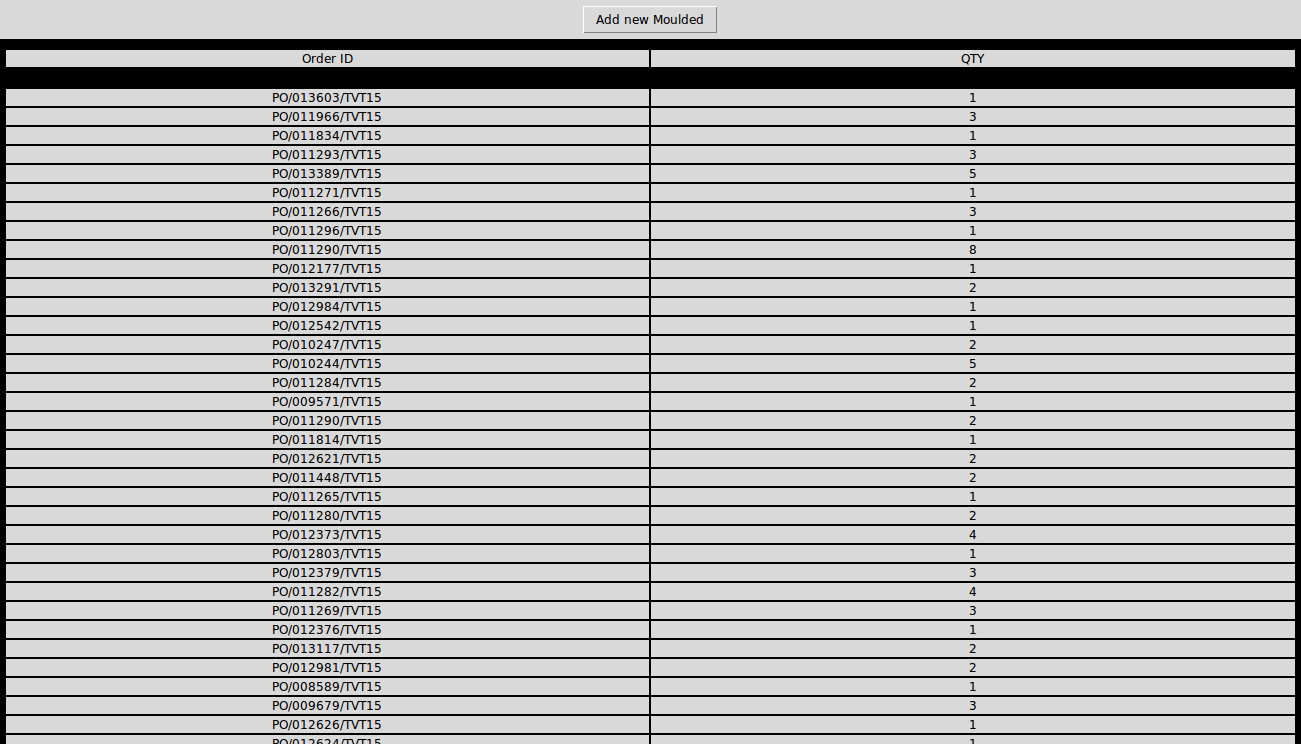 Add new Moulded
Order ID QTY
PO/013603/TVT15 1
PO/011966/TVT15 3
PO/011834/TVT15 1
PO/011293/TVT15 3
PO/013389/TVT15 5
PO/011271/TVT15 1
PO/011266/TVT15 3
PO/011296/TVT15 1
PO/011290/TVT15 8
PO/012177/TVT15 1
PO/013291/TVT15 2
PO/012984/TVT15 1
PO/012542/TVT15 1
PO/010247/TVT15 2
PO/010244/TVT15 5
PO/011284/TVT15 2
PO/009571/TVT15 1
PO/011290/TVT15 2
PO/011814/TVT15 1
PO/012621/TVT15 2
PO/011448/TVT15 2
PO/011265/TVT15 1
PO/011280/TVT15 2
PO/012373/TVT15 4
PO/012803/TVT15 1
PO/012379/TVT15 3
PO/011282/TVT15 4
PO/011269/TVT15 3
PO/012376/TVT15 1
PO/013117/TVT15 2
PO/012981/TVT15 2
PO/008589/TVT15 1
PO/009679/TVT15 3
PO/012626/TVT15 1
PO/012624/TVT15 1